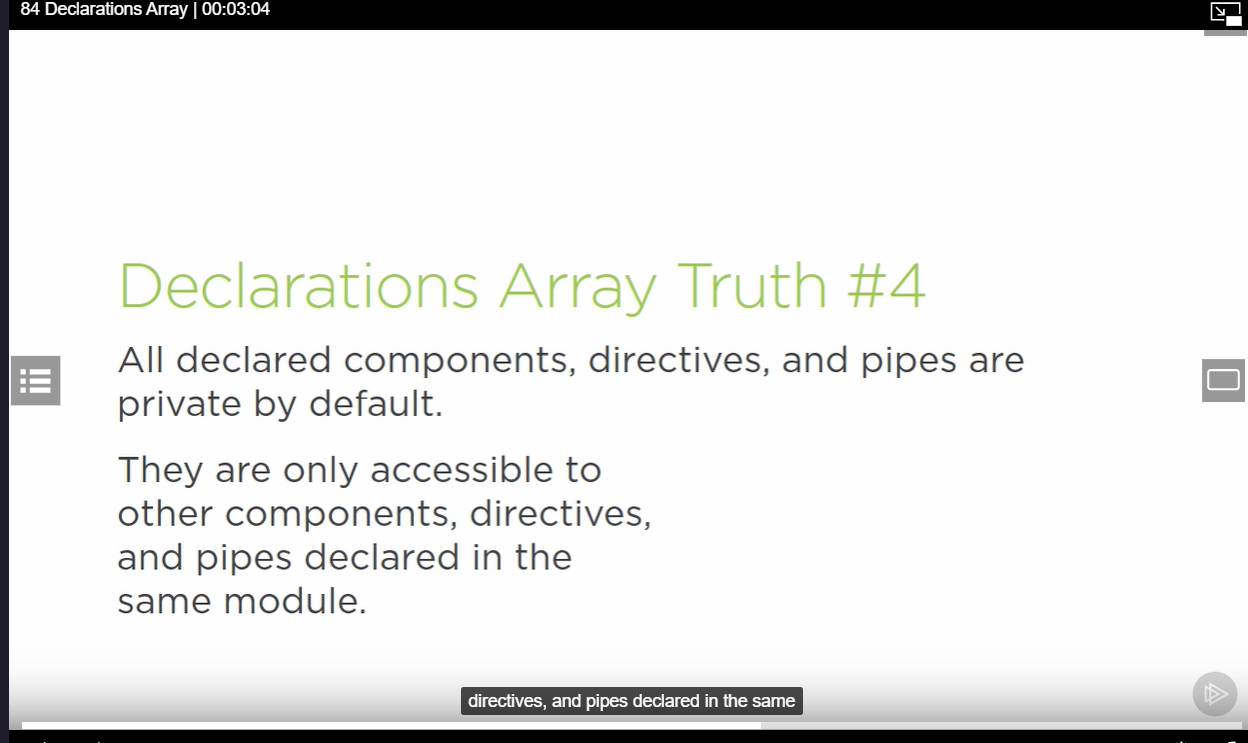 84 Declarations Array | 00:03:04
Declarations Array Truth #4
All declared components, directives, and pipes are
private by default.
They are only accessible to
other components, directives,
and pipes declared in the
same module.
directives, and pipes declared in the same